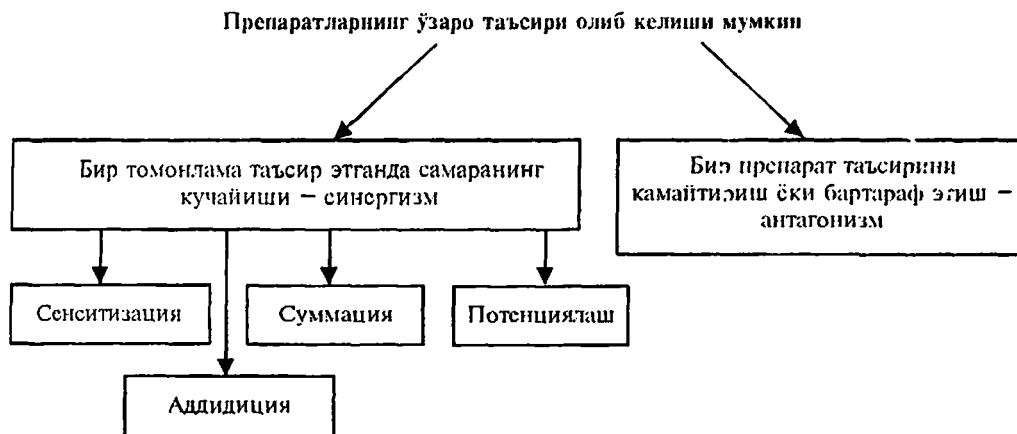 Препаратларнинг ўзаро таъсири олиб келиши мумкин
Бир томонлама таъсир этганда самаранинг
кучайиши – синергизм
Бир препарат таъсирини
камайтириш ёки бартараф этиш –
антагонизм
Сенситизация
Суммация
Потенциялаш
Аддидиция